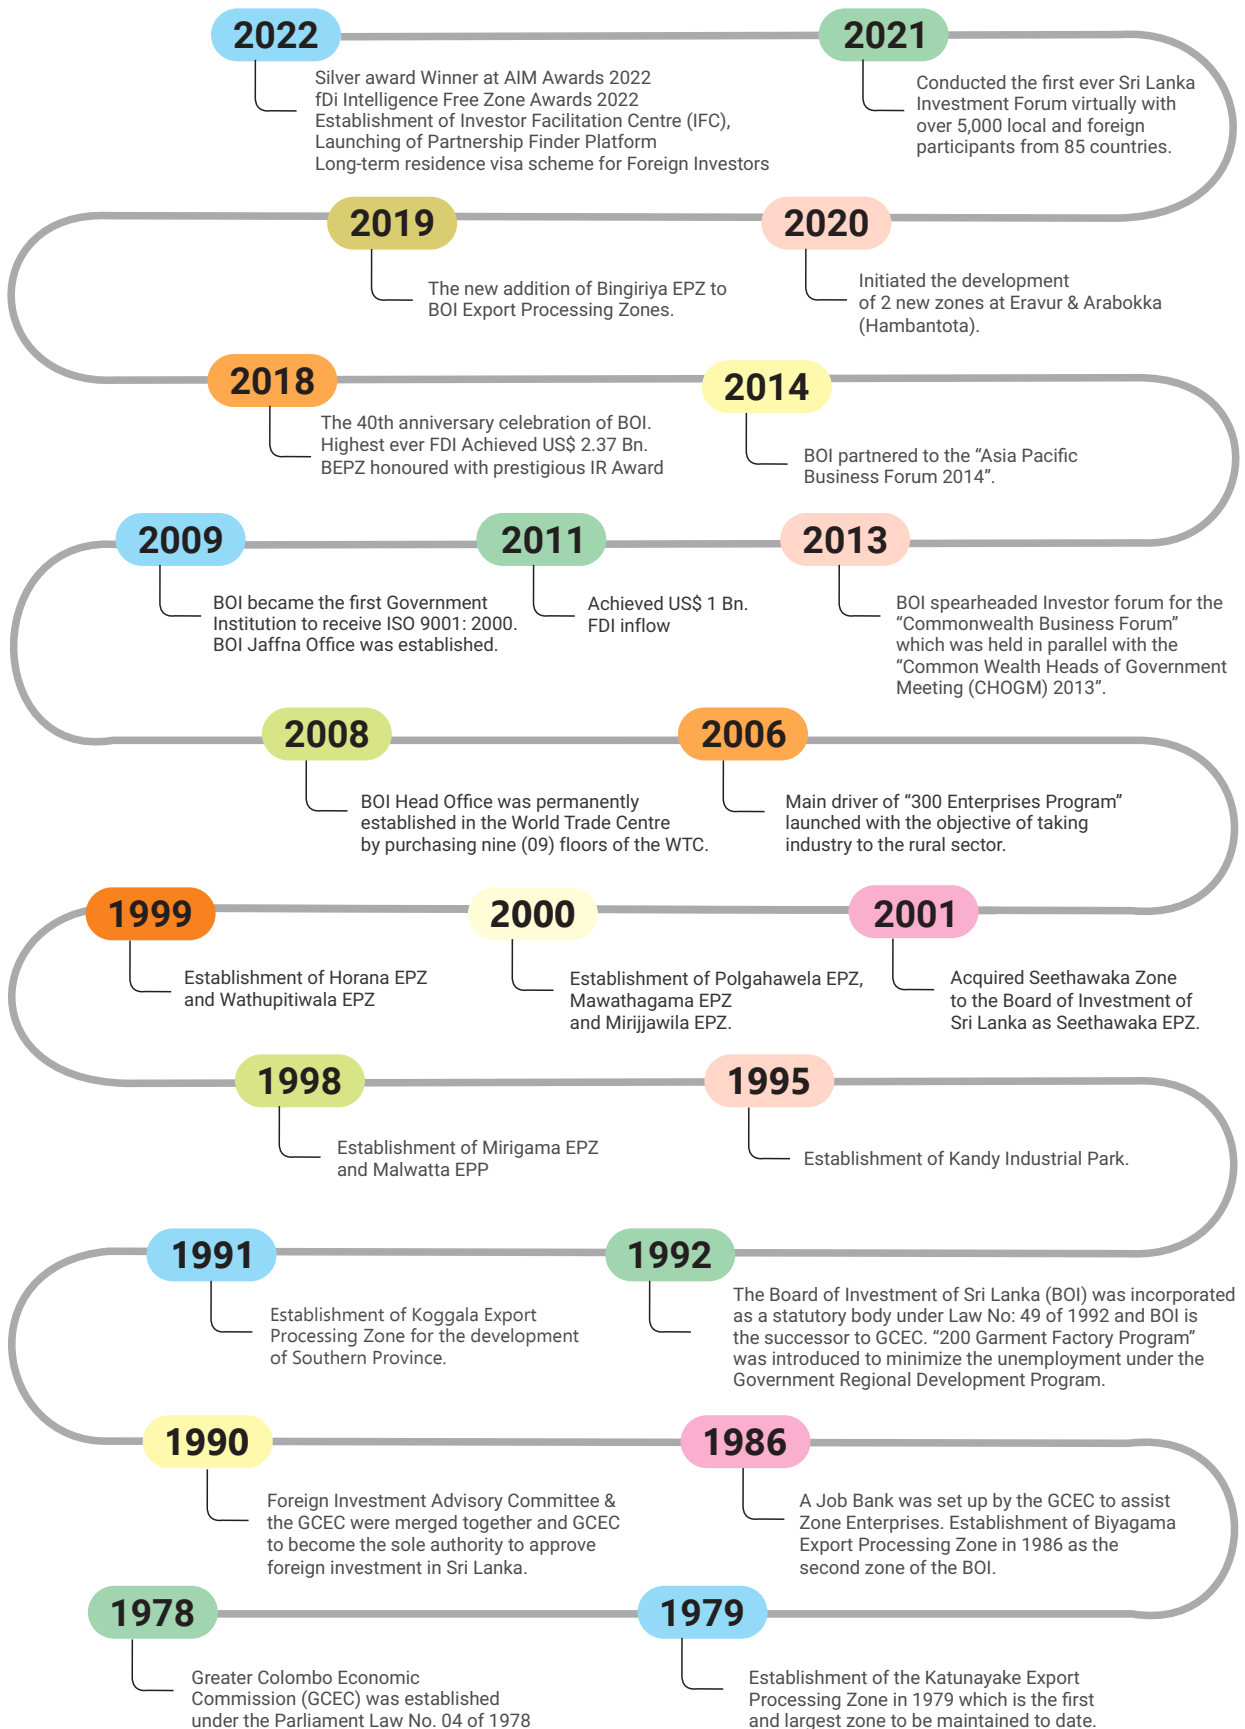 2022
Silver award Winner at AIM Awards 2022
fDi Intelligence Free Zone Awards 2022
Establishment of Investor Facilitation Centre (IFC),
Launching of Partnership Finder Platform
Long-term residence visa scheme for Foreign Investors
2021
Conducted the first ever Sri Lanka
Investment Forum virtually with
over 5,000 local and foreign
participants from 85 countries.
2019
The new addition of Bingiriya EPZ to
BOI Export Processing Zones.
2020
Initiated the development
of 2 new zones at Eravur & Arabokka
(Hambantota).
2018
The 40th anniversary celebration of BOI.
Highest ever FDI Achieved US$ 2.37 Bn.
BEPZ honoured with prestigious IR Award
2014
BOI partnered to the “Asia Pacific
Business Forum 2014”.
2009
BOI became the first Government
Institution to receive ISO 9001: 2000.
BOI Jaffna Office was established.
2011
Achieved US$ 1 Bn.
FDI inflow
2013
BOI spearheaded Investor forum for the
“Commonwealth Business Forum”
which was held in parallel with the
“Common Wealth Heads of Government
Meeting (CHOGM) 2013”.
2008
BOI Head Office was permanently
established in the World Trade Centre
by purchasing nine (09) floors of the WTC.
2006
Main driver of “300 Enterprises Program”
launched with the objective of taking
industry to the rural sector.
1999
Establishment of Horana EPZ
and Wathupitiwala EPZ
2000
Establishment of Polgahawela EPZ,
Mawathagama EPZ
and Mirijjawila EPZ.
2001
Acquired Seethawaka Zone
to the Board of Investment of
Sri Lanka as Seethawaka EPZ.
1998
Establishment of Mirigama EPZ
and Malwatta EPP
1995
Establishment of Kandy Industrial Park.
1991
Establishment of Koggala Export
Processing Zone for the development
of Southern Province.
1992
The Board of Investment of Sri Lanka (BOI) was incorporated
as a statutory body under Law No: 49 of 1992 and BOI is
the successor to GCEC. “200 Garment Factory Program”
was introduced to minimize the unemployment under the
Government Regional Development Program.
1990
Foreign Investment Advisory Committee &
the GCEC were merged together and GCEC
to become the sole authority to approve
foreign investment in Sri Lanka.
1986
A Job Bank was set up by the GCEC to assist
Zone Enterprises. Establishment of Biyagama
Export Processing Zone in 1986 as the
second zone of the BOI.
1978
Greater Colombo Economic
Commission (GCEC) was established
under the Parliament Law No. 04 of 1978
1979
Establishment of the Katunayake Export
Processing Zone in 1979 which is the first
and largest zone to be maintained to date.